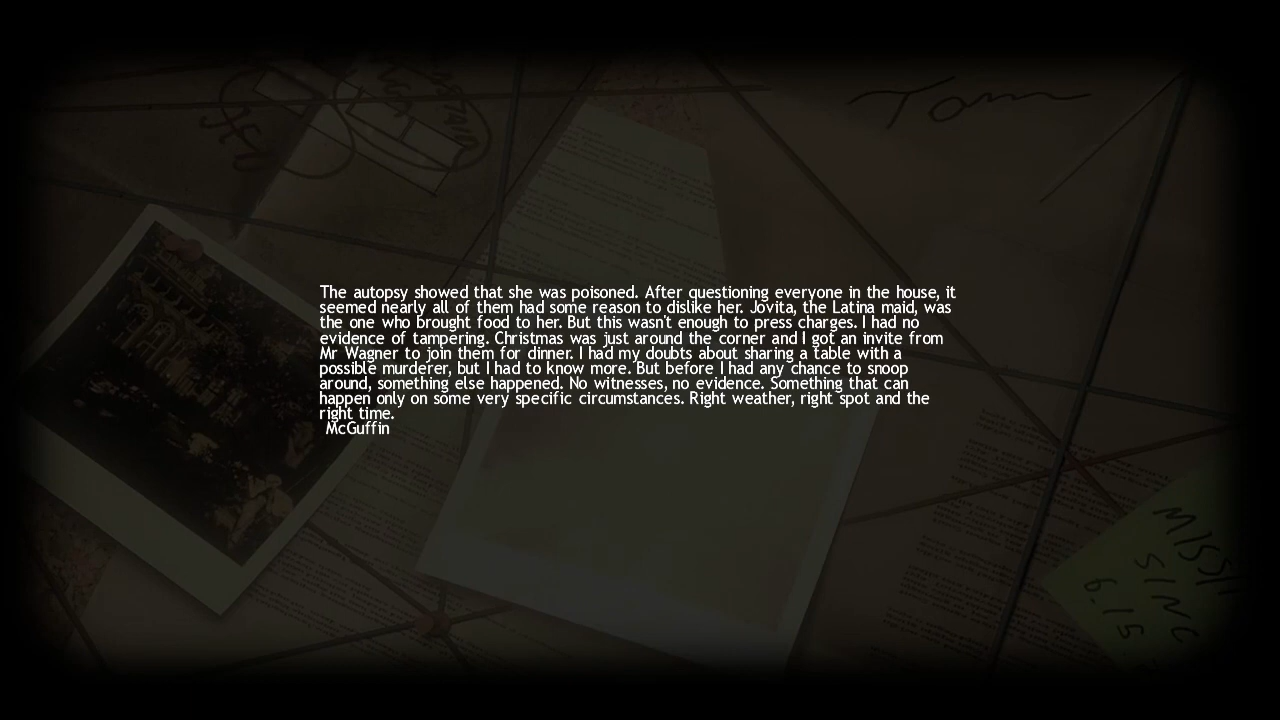 Tom
The autopsy showed that she was poisoned. After questioning everyone in the house, it
seemed nearly all of them had some reason to dislike her. Jovita, the Latina maid, was
the one who brought food to her. But this wasn't enough to press charges. I had no
evidence of tampering. Christmas was just around the corner and I got an invite from
Mr Wagner to join them for dinner. I had my doubts about sharing a table with a
possible murderer, but I had to know more. But before I had any chance to snoop
around, something else happened. No witnesses, no evidence. Something that can
happen only on some very specific circumstances. Right weather, right spot and the
right time.
McGuffin
MISSI
SING
6.15